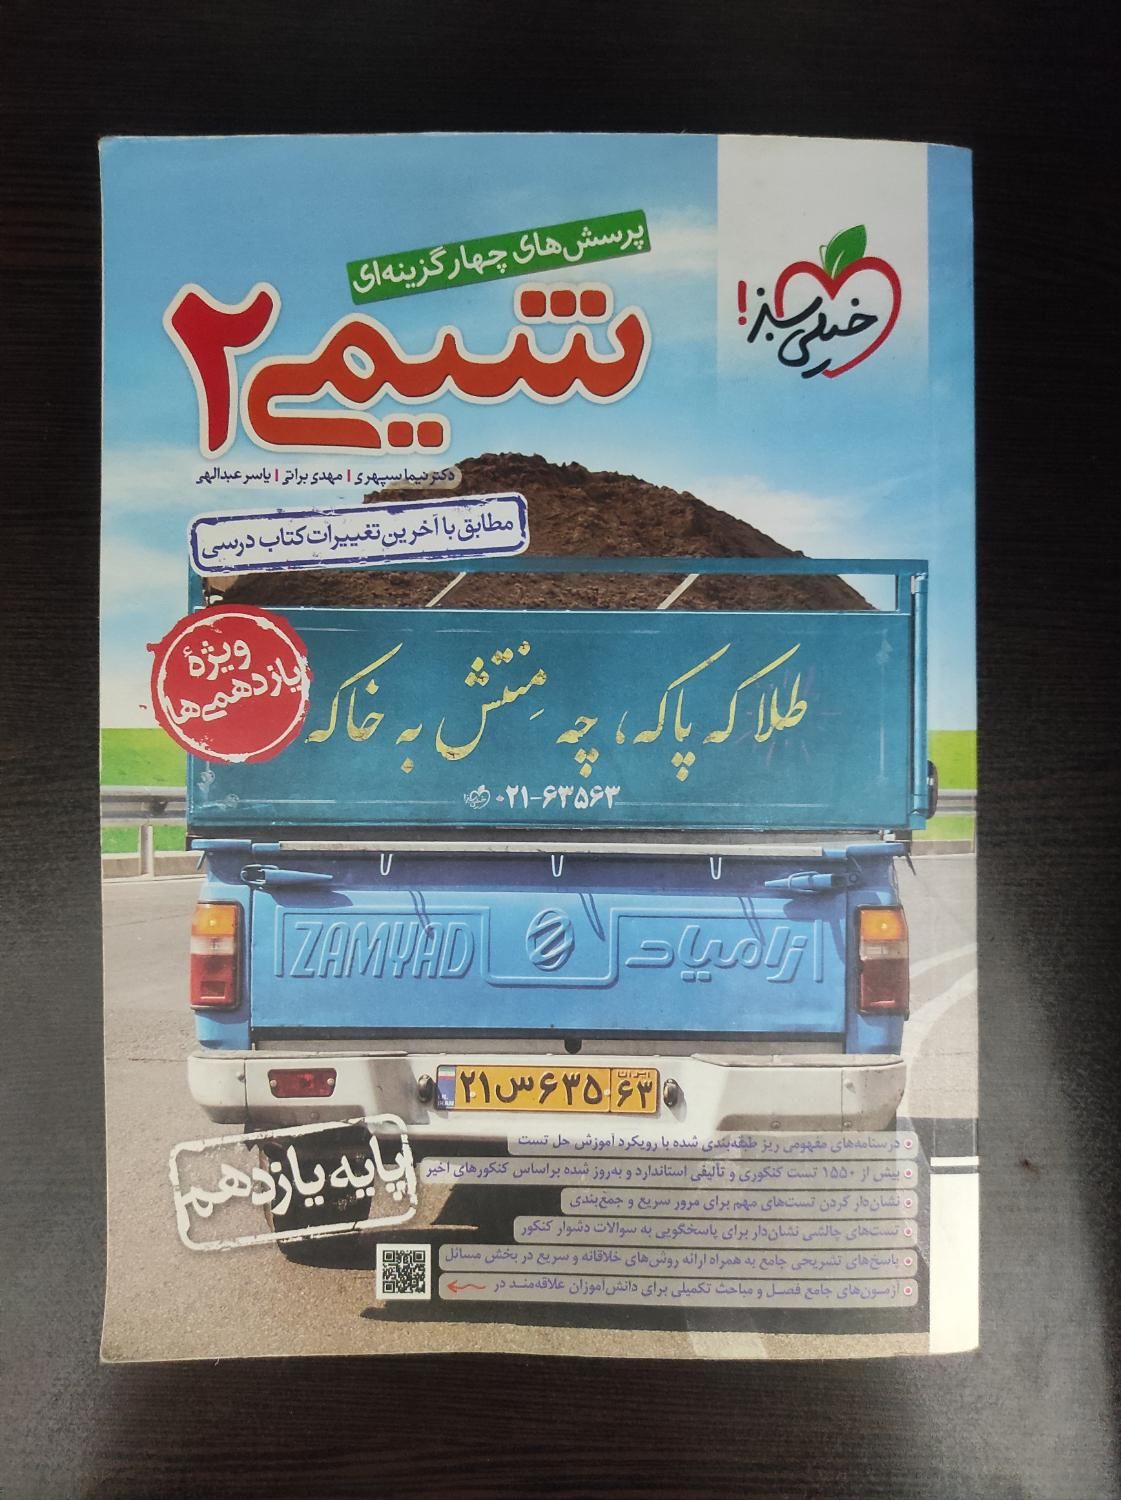 پرسش‌های چهارگزینه‌ای
خیلی سبز!
شیمی ۲
دکتر نیما سپهری | مهدی براتی | یاسر عبدالهی
مطابق با آخرین تغییرات کتاب درسی
ویژهٔ
یازدهمی‌ها
طلا که پاکه، چه منتش به خاکه
۰۲۱-۶۳۵۶۳
ZAMYAD زامیاد
۲۱س۶۳۵ ایران ۶۳
پایه یازدهم
درسنامه‌های مفهومی ریز طبقه‌بندی شده با رویکرد آموزش حل تست
بیش از ۱۵۵۰ تست کنکوری و تألیفی استاندارد و به‌روز شده براساس کنکورهای اخیر
نشان‌دار کردن تست‌های مهم برای مرور سریع و جمع‌بندی
تست‌های چالشی نشان‌دار برای پاسخگویی به سوالات دشوار کنکور
پاسخ‌های تشریحی جامع به همراه ارائه روش‌های خلاقانه و سریع در بخش مسائل
آزمون‌های جامع فصل و مباحث تکمیلی برای دانش‌آموزان علاقه‌مند در